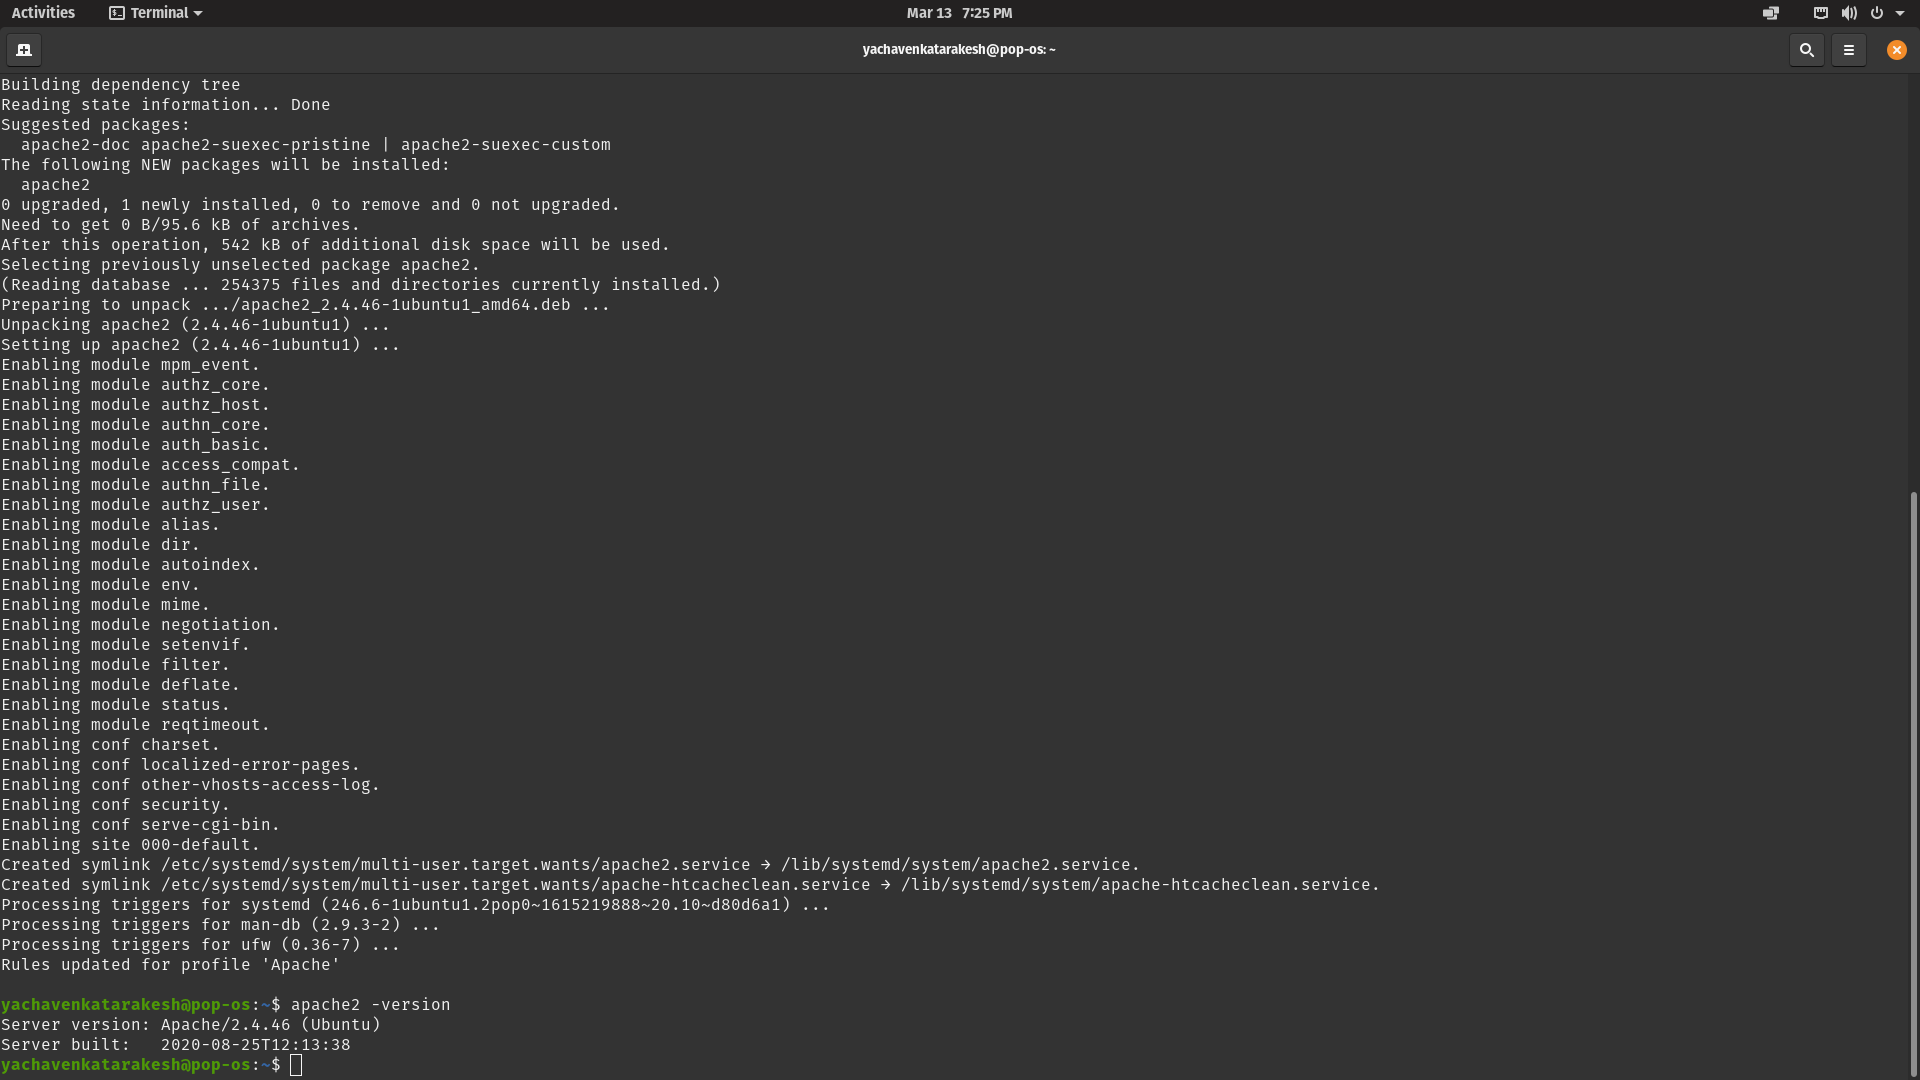 Activities Terminal Mar 13 7:25 PM
yachavenkatarakesh@pop-os: ~
Building dependency tree
Reading state information... Done
Suggested packages:
  apache2-doc apache2-suexec-pristine | apache2-suexec-custom
The following NEW packages will be installed:
  apache2
0 upgraded, 1 newly installed, 0 to remove and 0 not upgraded.
Need to get 0 B/95.6 kB of archives.
After this operation, 542 kB of additional disk space will be used.
Selecting previously unselected package apache2.
(Reading database ... 254375 files and directories currently installed.)
Preparing to unpack .../apache2_2.4.46-1ubuntu1_amd64.deb ...
Unpacking apache2 (2.4.46-1ubuntu1) ...
Setting up apache2 (2.4.46-1ubuntu1) ...
Enabling module mpm_event.
Enabling module authz_core.
Enabling module authz_host.
Enabling module authn_core.
Enabling module auth_basic.
Enabling module access_compat.
Enabling module authn_file.
Enabling module authz_user.
Enabling module alias.
Enabling module dir.
Enabling module autoindex.
Enabling module env.
Enabling module mime.
Enabling module negotiation.
Enabling module setenvif.
Enabling module filter.
Enabling module deflate.
Enabling module status.
Enabling module reqtimeout.
Enabling conf charset.
Enabling conf localized-error-pages.
Enabling conf other-vhosts-access-log.
Enabling conf security.
Enabling conf serve-cgi-bin.
Enabling site 000-default.
Created symlink /etc/systemd/system/multi-user.target.wants/apache2.service → /lib/systemd/system/apache2.service.
Created symlink /etc/systemd/system/multi-user.target.wants/apache-htcacheclean.service → /lib/systemd/system/apache-htcacheclean.service.
Processing triggers for systemd (246.6-1ubuntu1.2pop0~1615219888~20.10~d80d6a1) ...
Processing triggers for man-db (2.9.3-2) ...
Processing triggers for ufw (0.36-7) ...
Rules updated for profile 'Apache'
yachavenkatarakesh@pop-os:~$ apache2 -version
Server version: Apache/2.4.46 (Ubuntu)
Server built:   2020-08-25T12:13:38
yachavenkatarakesh@pop-os:~$